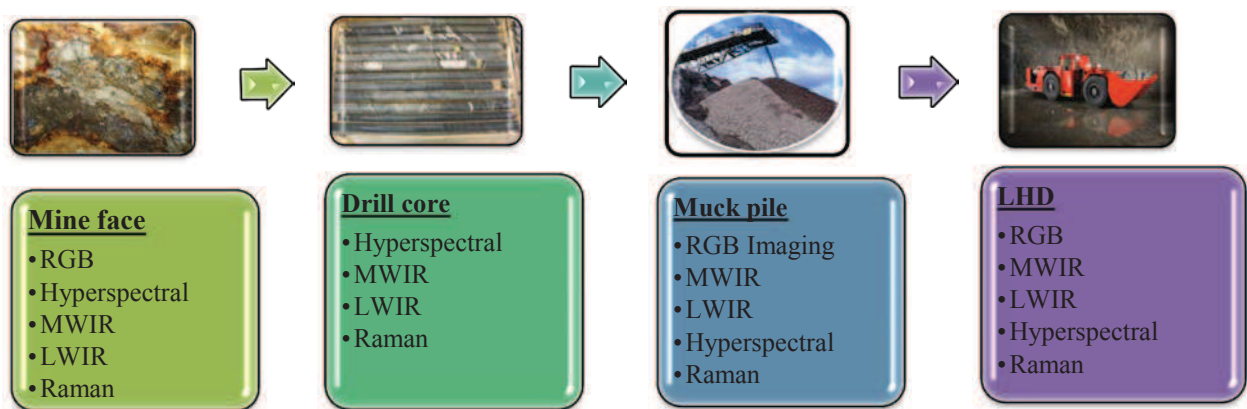 Mine face
•RGB
•Hyperspectral
•MWIR
•LWIR
•Raman
Drill core
•Hyperspectral
•MWIR
•LWIR
•Raman
Muck pile
•RGB Imaging
•MWIR
•LWIR
•Hyperspectral
•Raman
LHD
•RGB
•MWIR
•LWIR
•Hyperspectral
•Raman